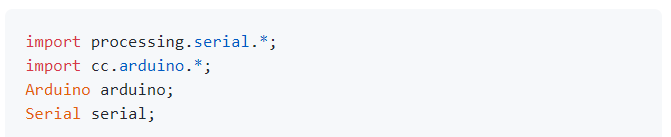 import processing.serial.*;
import cc.arduino.*;
Arduino arduino;
Serial serial;